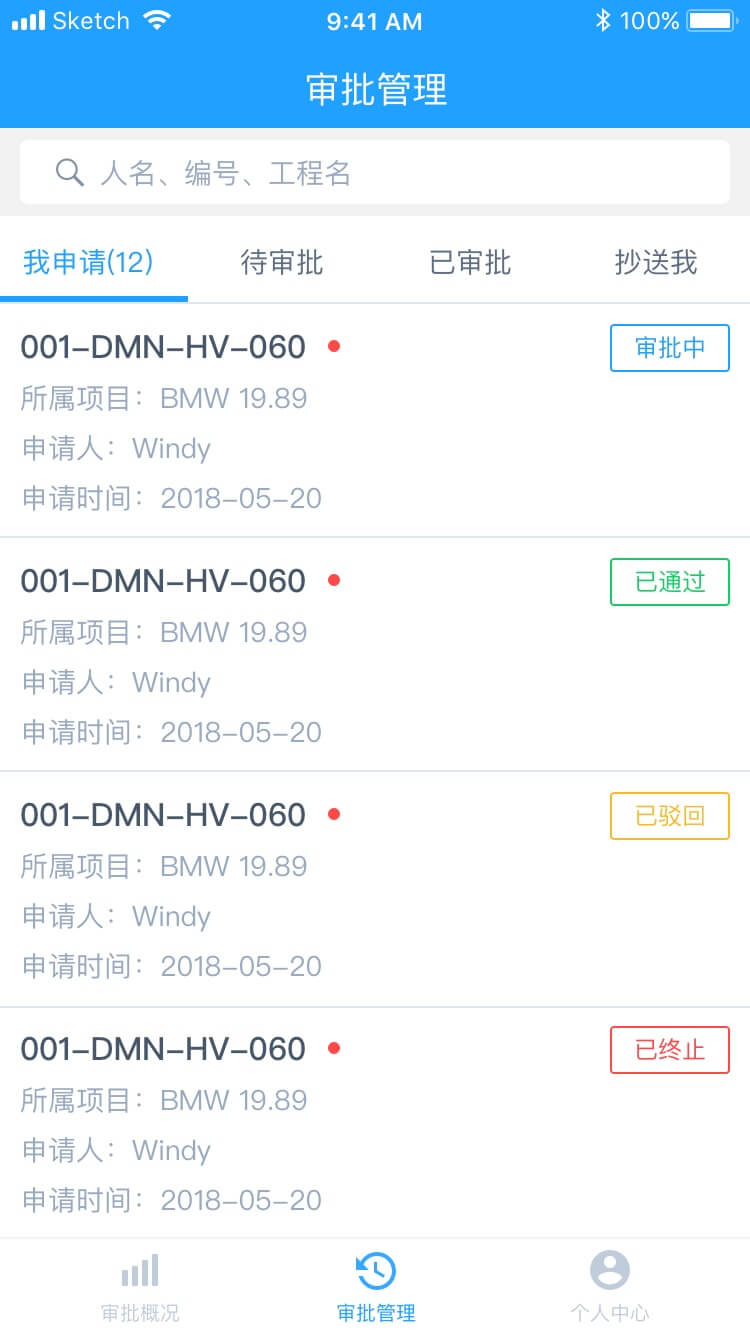 Sketch 9:41 AM 100%
审批管理
人名、编号、工程名
我申请(12) 待审批 已审批 抄送我
001-DMN-HV-060 审批中
所属项目：BMW 19.89
申请人：Windy
申请时间：2018-05-20
001-DMN-HV-060 已通过
所属项目：BMW 19.89
申请人：Windy
申请时间：2018-05-20
001-DMN-HV-060 已驳回
所属项目：BMW 19.89
申请人：Windy
申请时间：2018-05-20
001-DMN-HV-060 已终止
所属项目：BMW 19.89
申请人：Windy
申请时间：2018-05-20
审批概况 审批管理 个人中心